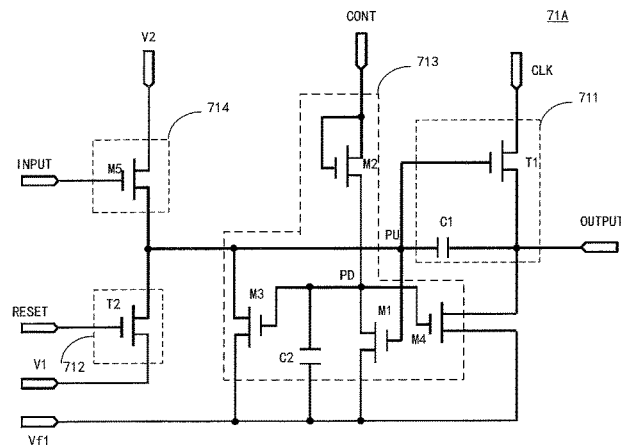 CONT
71A
V2
713
CLK
714
711
INPUT
M5
M2
T1
C1
PU
OUTPUT
PD
T2
M3
M1
RESET
M4
C2
V1
712
Vf1